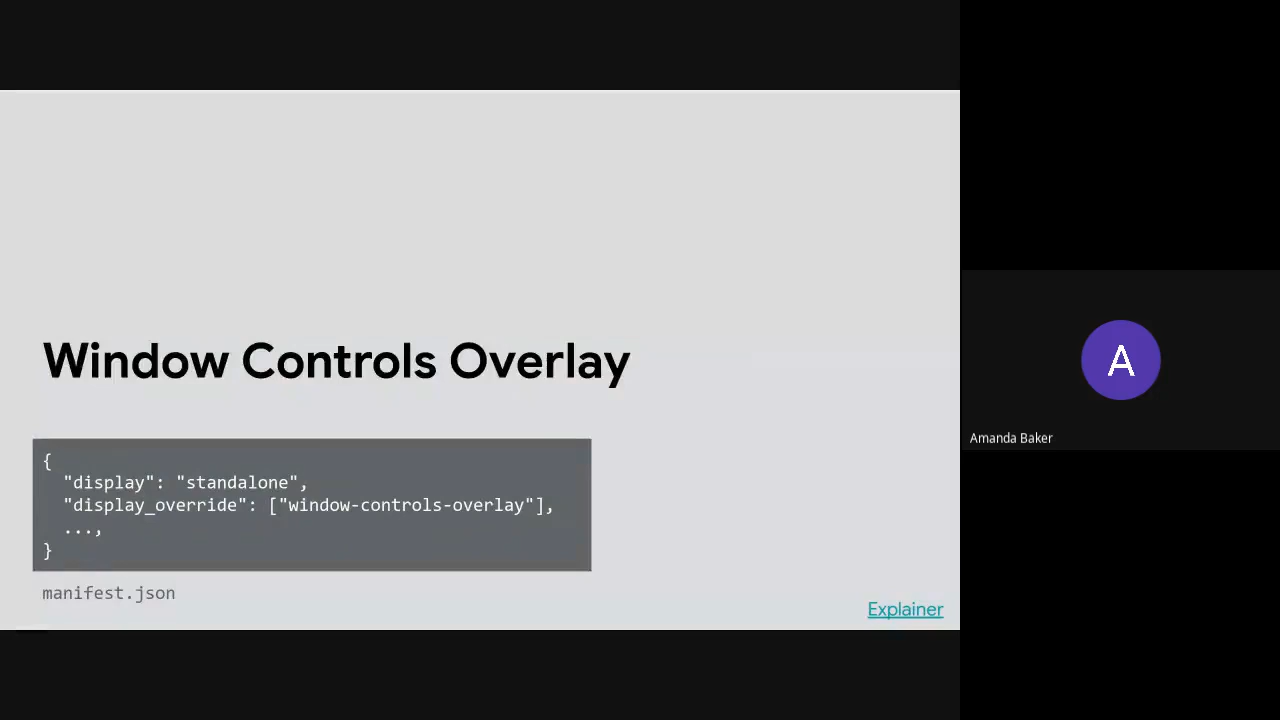 Window Controls Overlay
{
"display": "standalone",
"display_override": ["window-controls-overlay"],
...,
}
manifest.json
Explainer
A
Amanda Baker